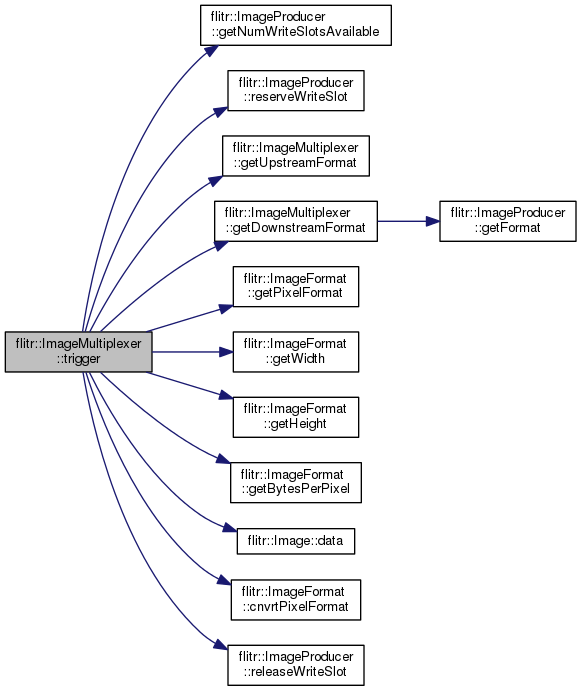 flitr::ImageProducer
::getNumWriteSlotsAvailable
flitr::ImageProducer
::reserveWriteSlot
flitr::ImageMultiplexer
::getUpstreamFormat
flitr::ImageMultiplexer
::getDownstreamFormat
flitr::ImageProducer
::getFormat
flitr::ImageFormat
::getPixelFormat
flitr::ImageMultiplexer
::trigger
flitr::ImageFormat
::getWidth
flitr::ImageFormat
::getHeight
flitr::ImageFormat
::getBytesPerPixel
flitr::Image::data
flitr::ImageFormat
::cnvrtPixelFormat
flitr::ImageProducer
::releaseWriteSlot